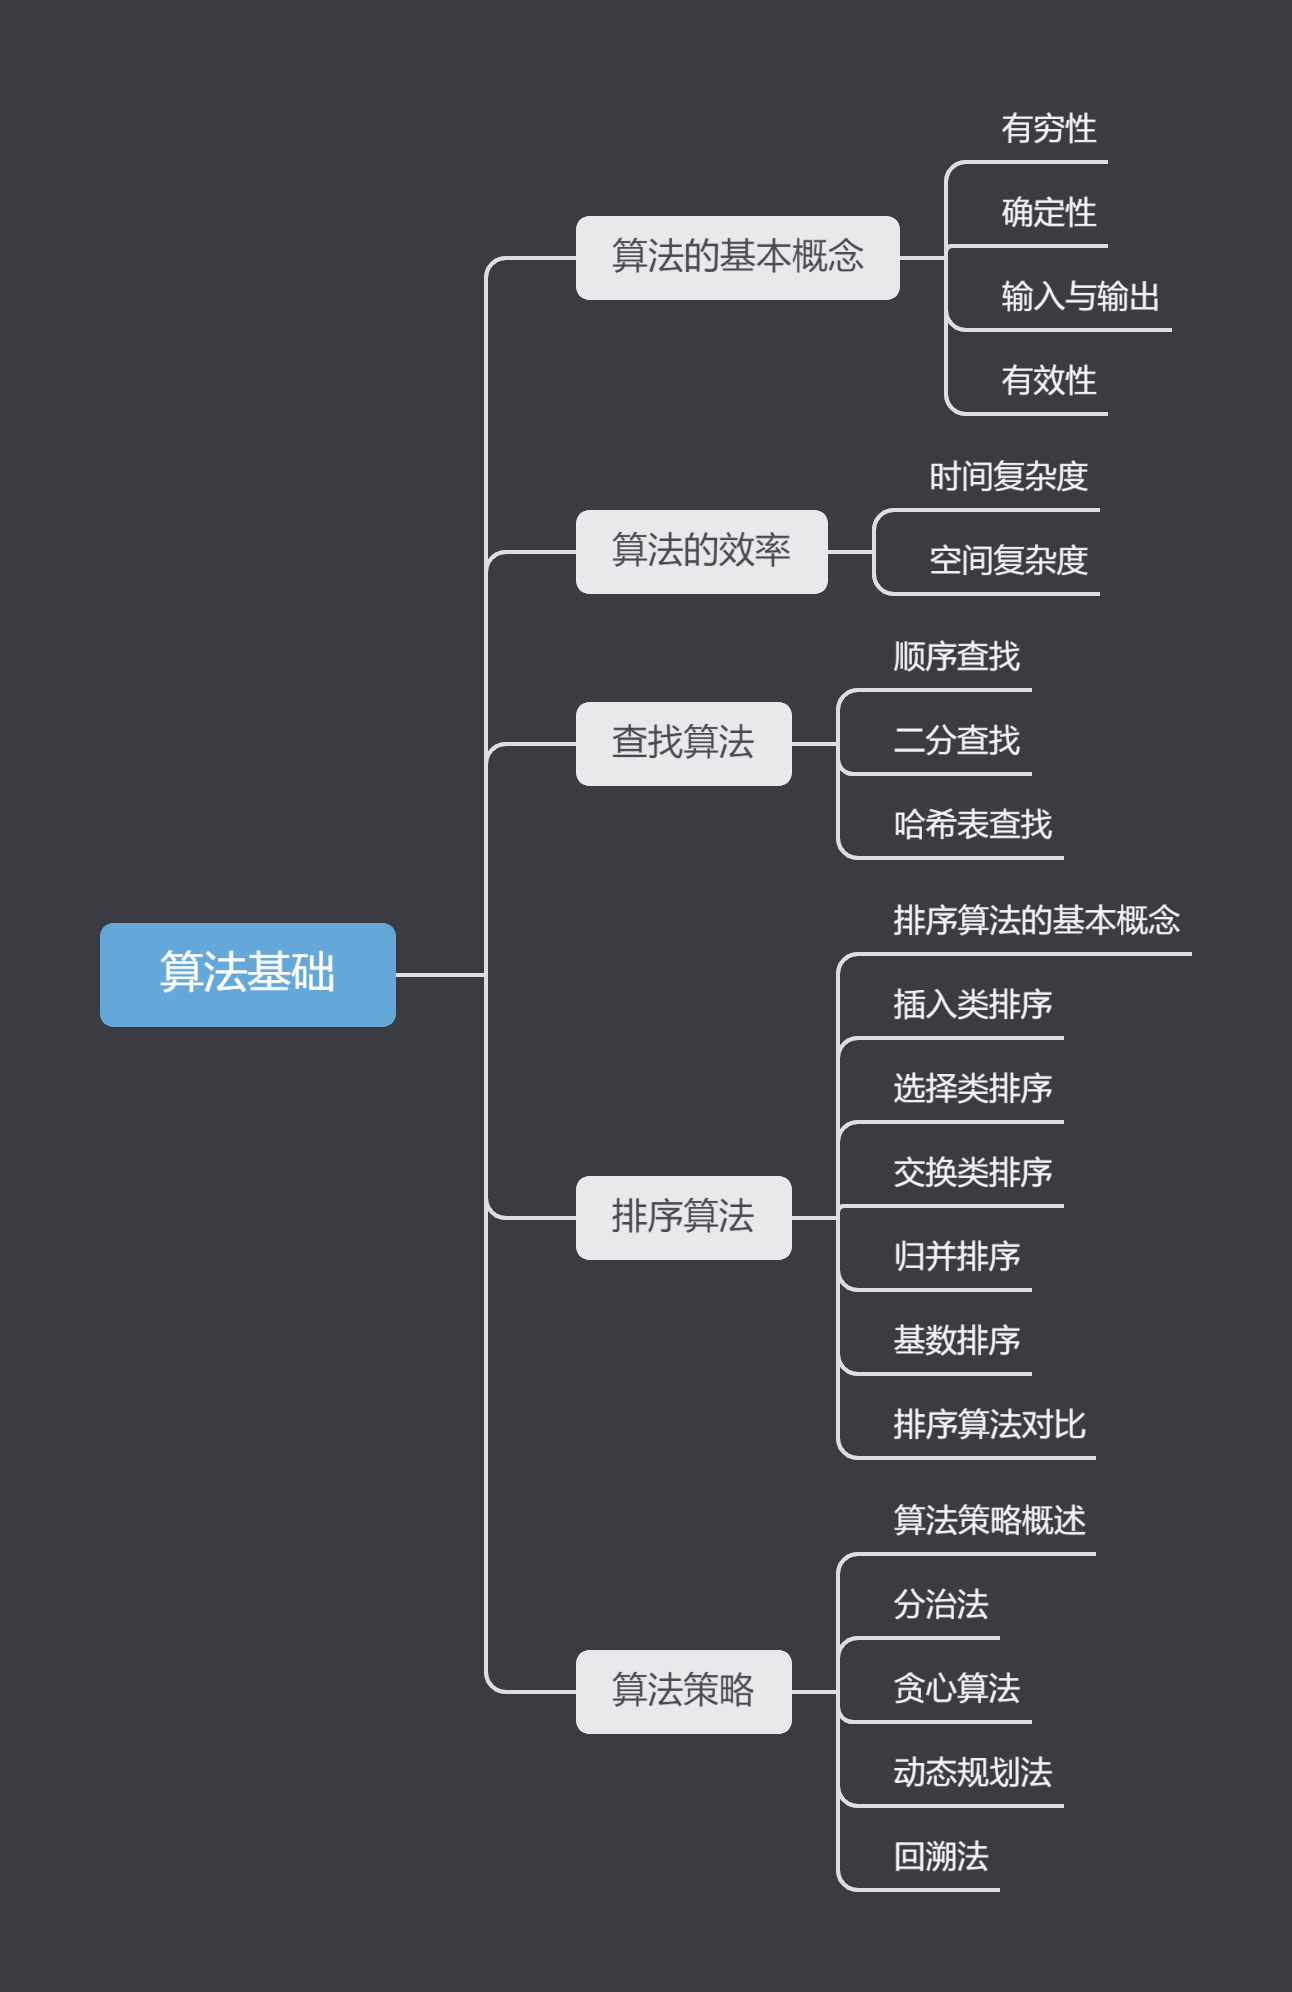 算法基础
算法的基本概念
有穷性
确定性
输入与输出
有效性
算法的效率
时间复杂度
空间复杂度
查找算法
顺序查找
二分查找
哈希表查找
排序算法
排序算法的基本概念
插入类排序
选择类排序
交换类排序
归并排序
基数排序
排序算法对比
算法策略
算法策略概述
分治法
贪心算法
动态规划法
回溯法